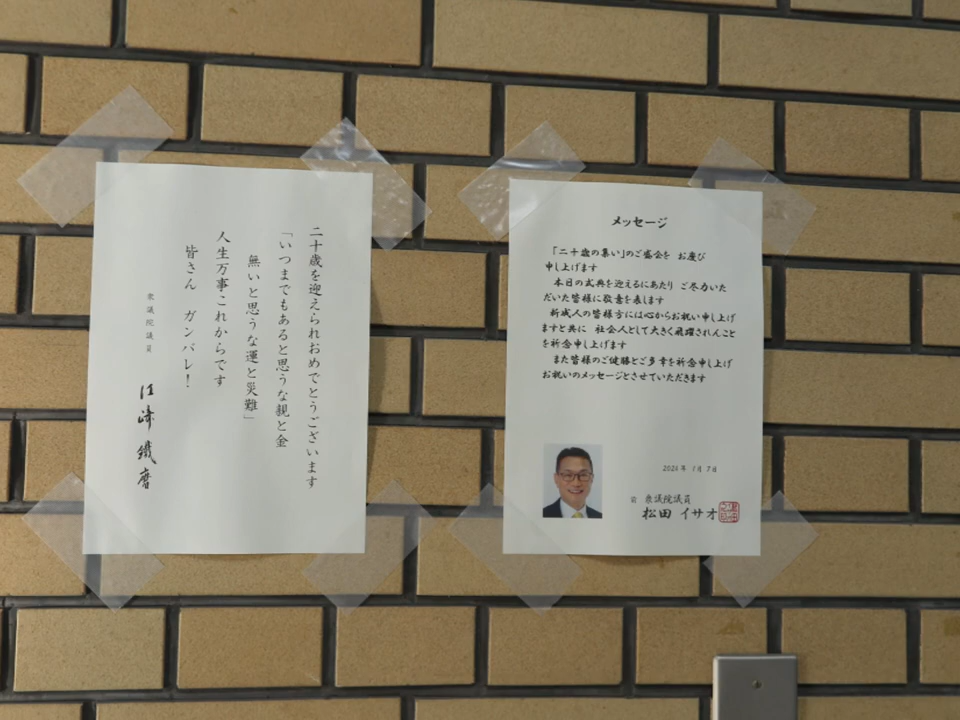 二十歳を迎えられおめでとうございます
「いつまでもあると思うな親と金
無いと思うな運と災難」
人生万事これからです
皆さん　ガンバレ！
衆議院議員
江﨑 鐵磨
メッセージ
「二十歳の集い」のご盛会を　お慶び
申し上げます
本日の式典を迎えるにあたり　ご尽力いた
だいた皆様に敬意を表します
新成人の皆様方には心からお祝い申し上げ
ますと共に　社会人として大きく飛躍されんこと
を祈念申し上げます
また皆様のご健勝とご多幸を祈念申し上げ
お祝いのメッセージとさせていただきます
2024年 1月 7日
前　衆議院議員
松田 イサオ